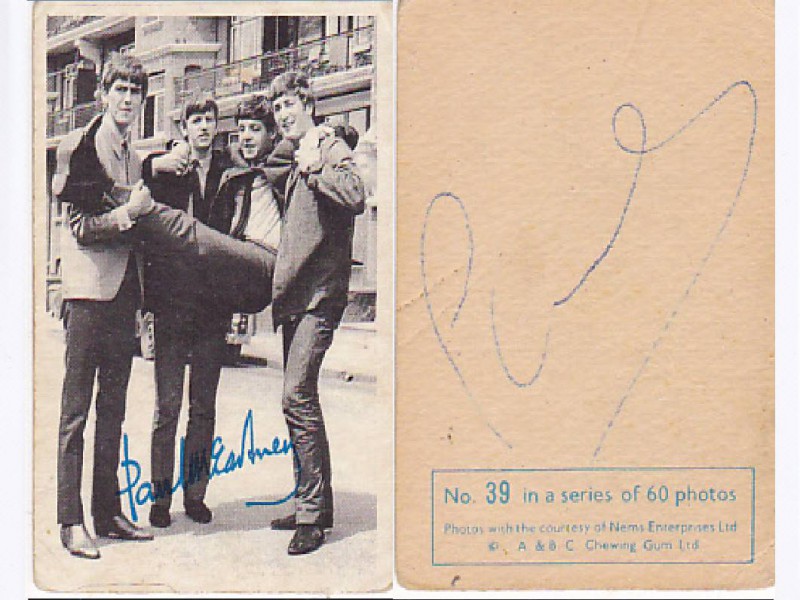 Paul McCartney
No. 39 in a series of 60 photos
Photos with the courtesy of Nems Enterprises Ltd
©. A & B C Chewing Gum Ltd